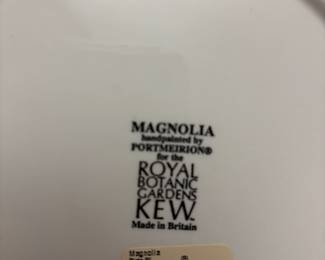 MAGNOLIA
handpainted by
PORTMEIRION®
for the
ROYAL
BOTANIC
GARDENS
KEW
Made in Britain
Magnolia